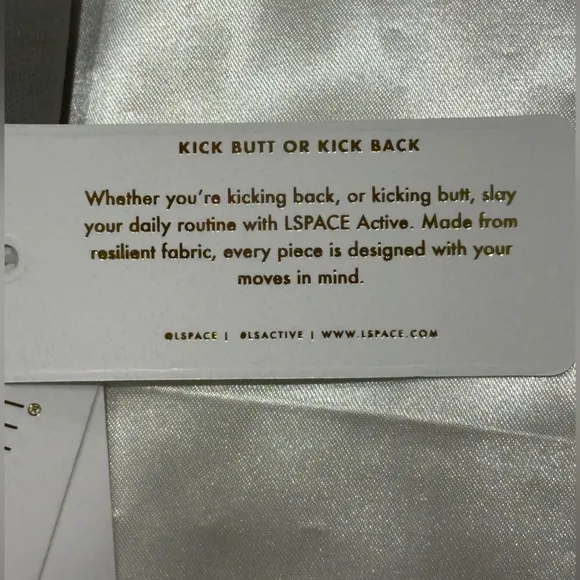 KICK BUTT OR KICK BACK
Whether you're kicking back, or kicking butt, slay
your daily routine with LSPACE Active. Made from
resilient fabric, every piece is designed with your
moves in mind.
@LSPACE | #LSACTIVE | WWW.LSPACE.COM
®